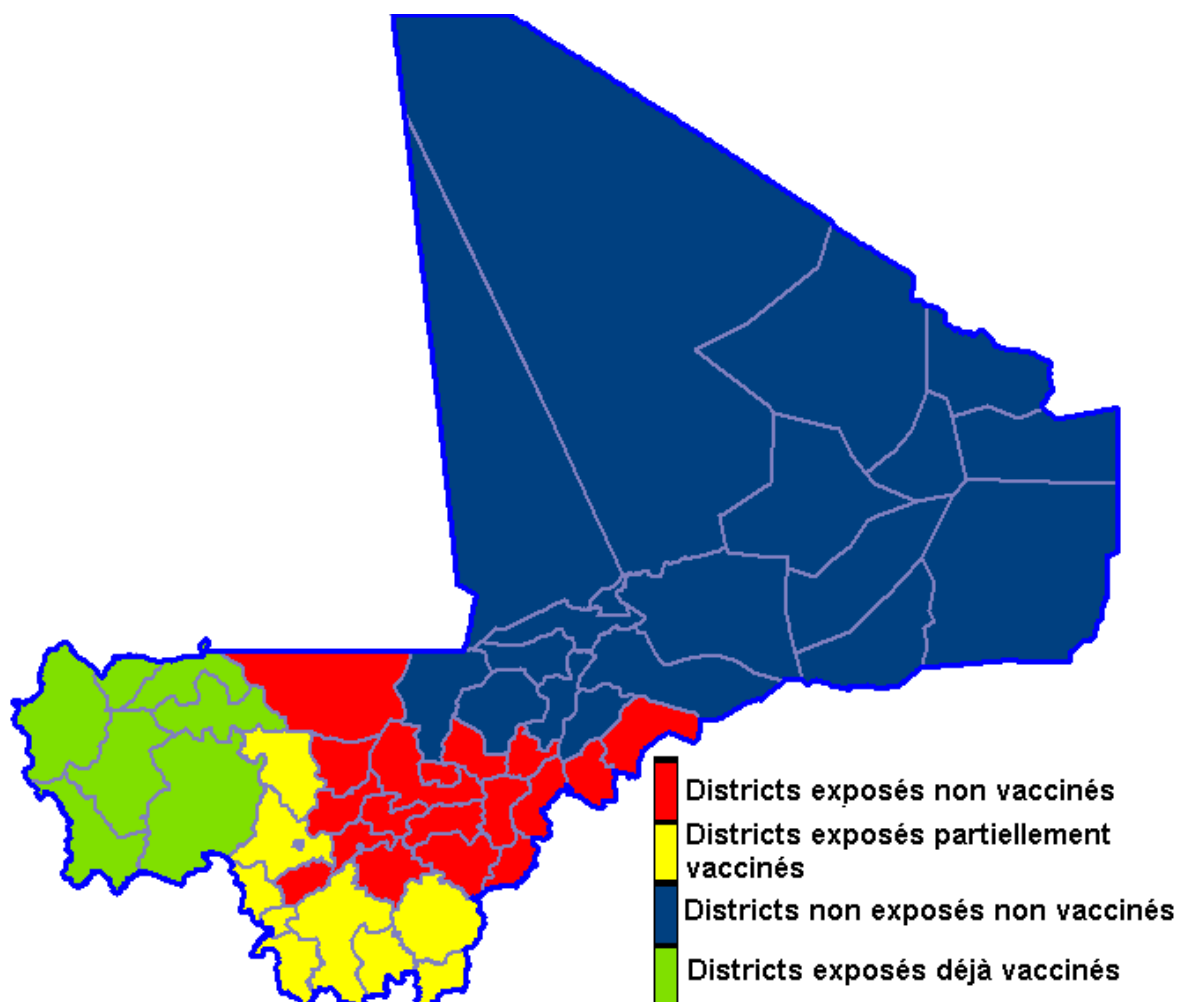 Districts exposés non vaccinés
Districts exposés partiellement
vaccinés
Districts non exposés non vaccinés
Districts exposés déjà vaccinés